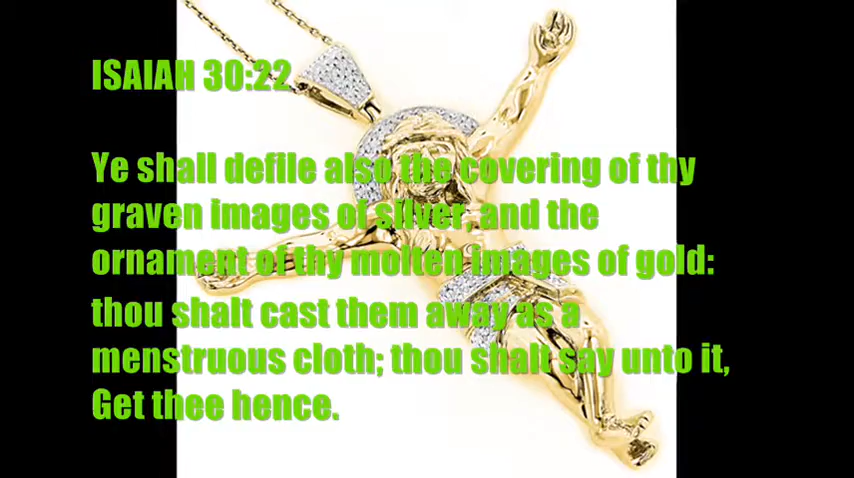 ISAIAH 30:22
Ye shall defile also the covering of thy
graven images of silver, and the
ornament of thy molten images of gold:
thou shalt cast them away as a
menstruous cloth; thou shalt say unto it,
Get thee hence.